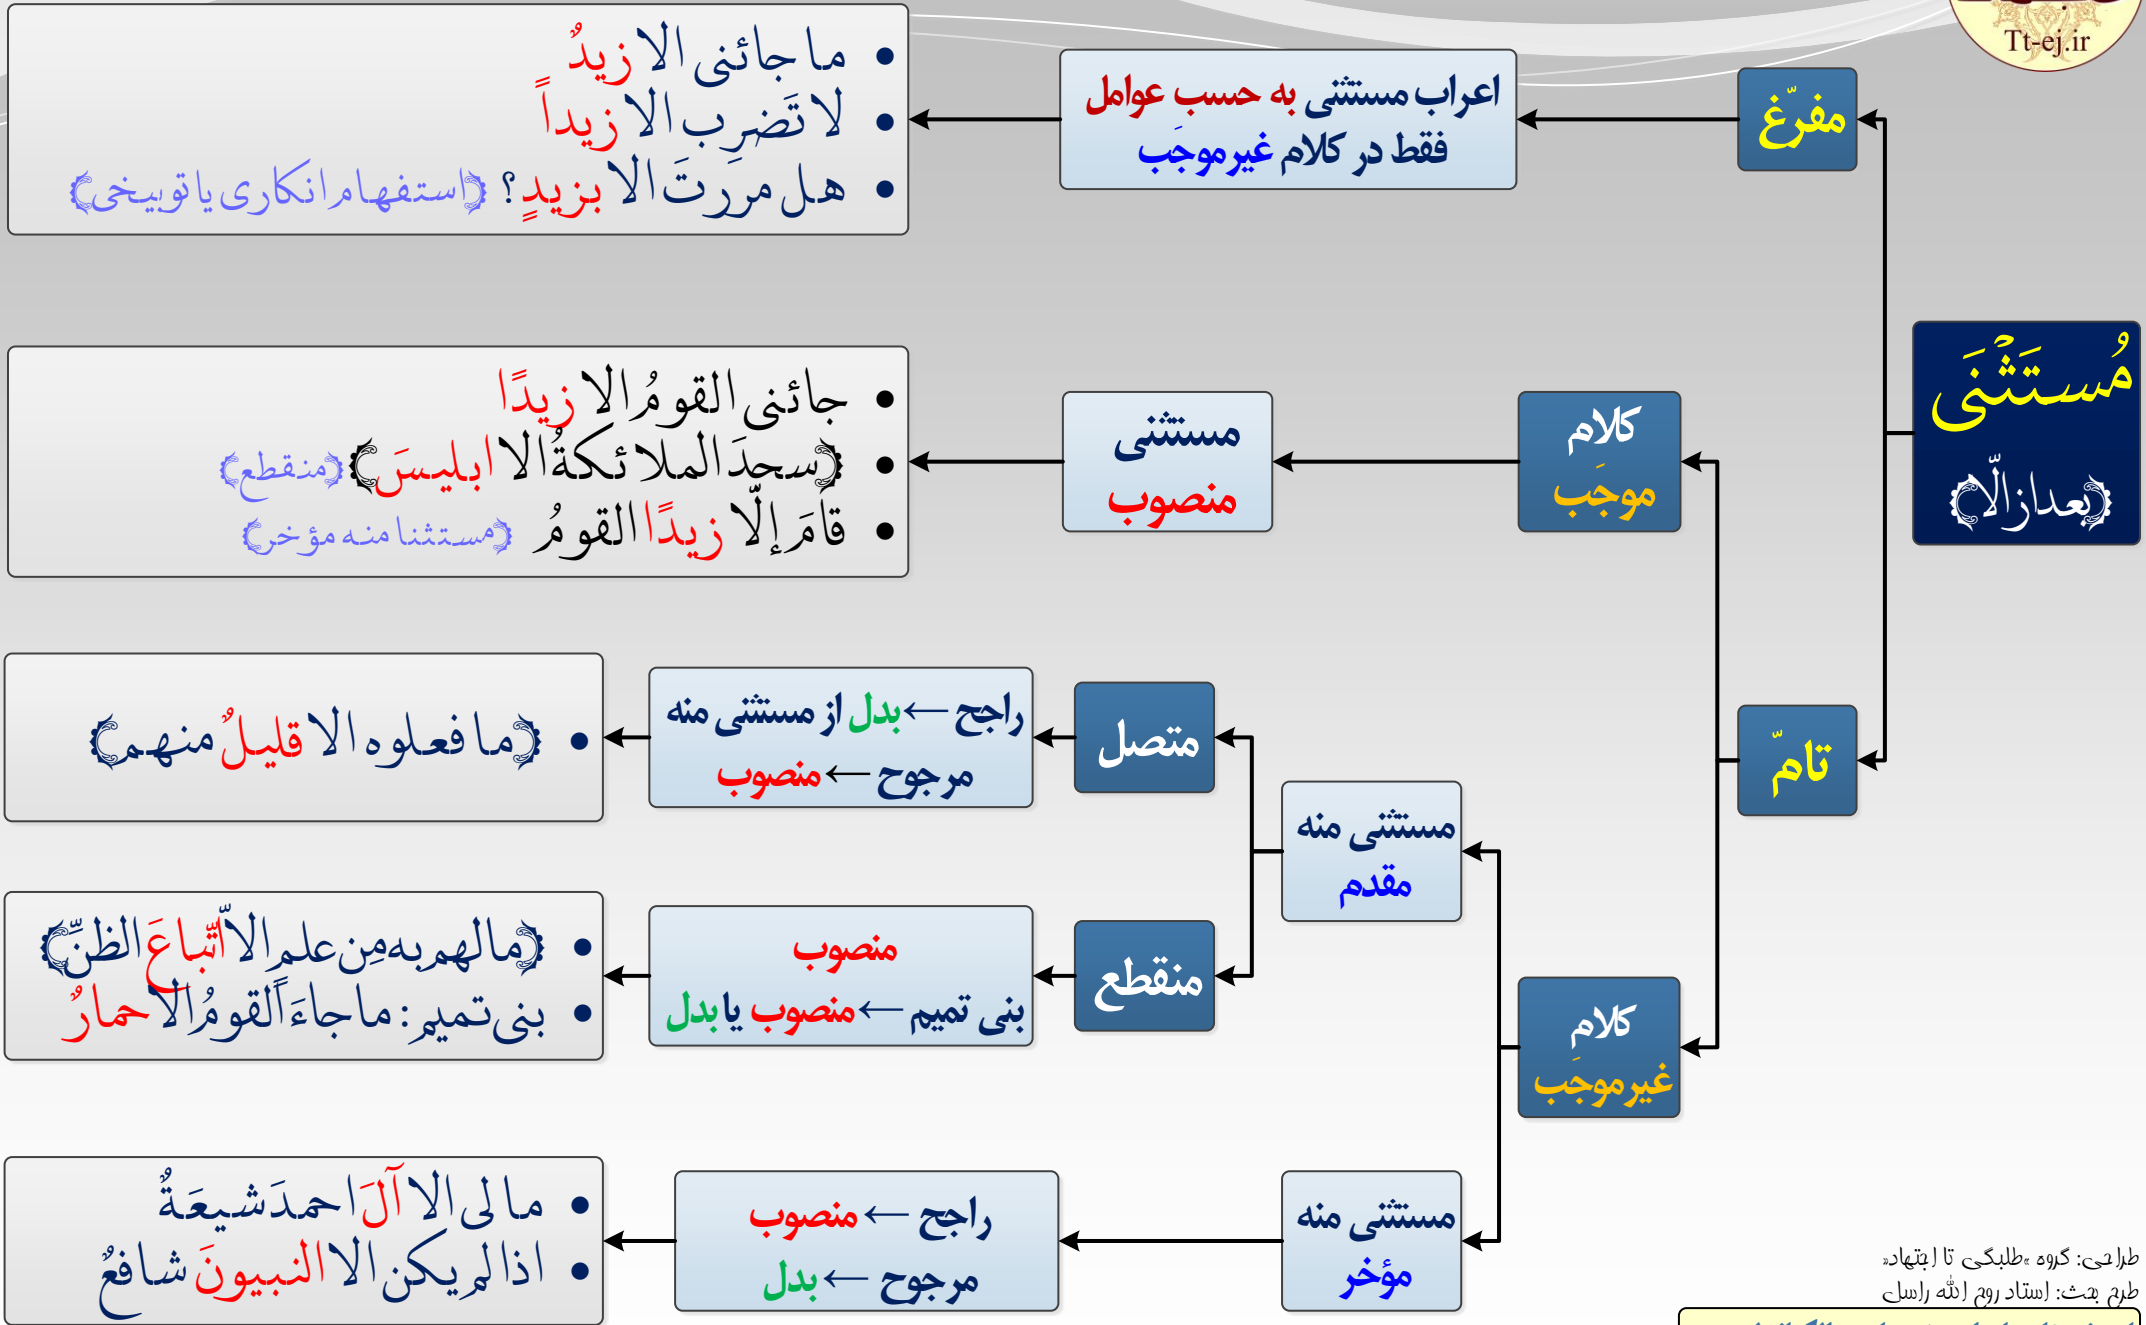 Tt-ej.ir
مُستَثْنَی
﴿بعد از الّا﴾
مفرّغ
اعراب مستثنی به حسب عوامل
فقط در کلام غیرموجَب
• ما جائنی الا زیدٌ
• لا تَضرِب الا زیداً
• هل مررتَ الا بزیدٍ؟ ﴿استفهام انکاری یا توبیخی﴾
تامّ
کلام
موجَب
مستثنی
منصوب
• جائنی القومُ الا زیدًا
• ﴿سجدَ الملائكةُ الا ابلیسَ﴾ ﴿منقطع﴾
• قامَ إلّا زیدًا القومُ ﴿مستثنا منه مؤخر﴾
کلام
غیرموجَب
مستثنی منه
مقدم
متصل
راجح ← بدل از مستثنی منه
مرجوح ← منصوب
• ﴿ما فعلوه الا قلیلٌ منهم﴾
منقطع
منصوب
بنی تمیم ← منصوب یا بدل
• ﴿ما لهم به مِن علمٍ الاّ اتّباعَ الظنِّ﴾
• بنی تمیم: ما جاءَ القومُ الا حمارٌ
مستثنی منه
مؤخر
راجح ← منصوب
مرجوح ← بدل
• ما لی الا آلَ احمدَ شیعَةٌ
• اذا لم یکن الا النبیونَ شافعٌ
طراحی: گروه «طلبگی تا اجتهاد»
طرح بحث: استاد روح الله راسل